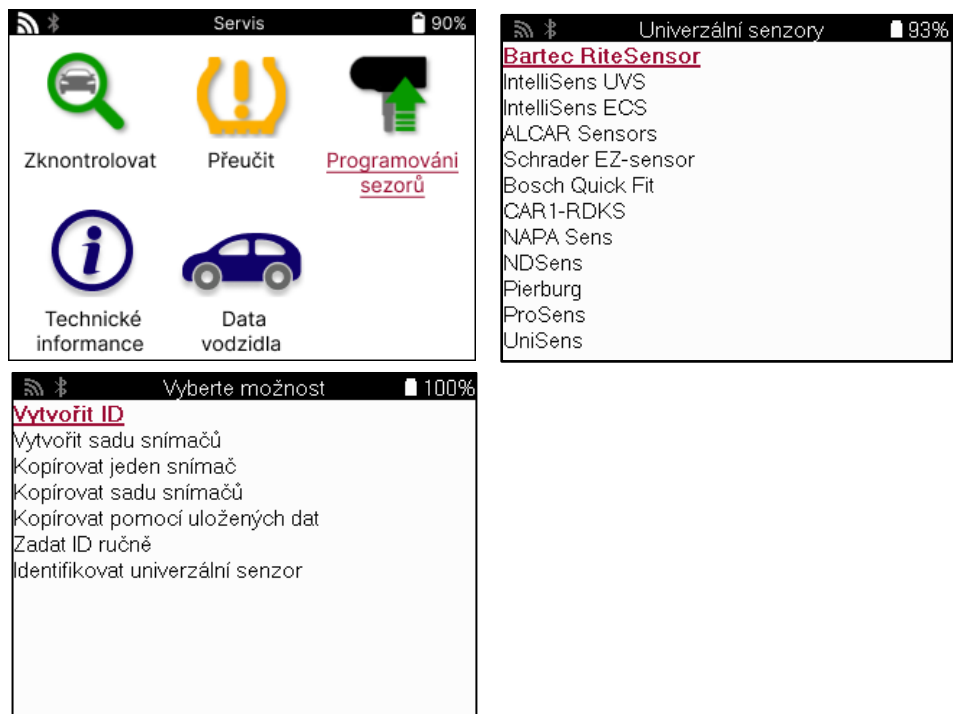 Servis 90%
Zknontrolovat
Přeučit
Programováni
sezorů
Technické
informance
Data
vodzidla
Univerzální senzory 93%
Bartec RiteSensor
IntelliSens UVS
IntelliSens ECS
ALCAR Sensors
Schrader EZ-sensor
Bosch Quick Fit
CAR1-RDKS
NAPA Sens
NDSens
Pierburg
ProSens
UniSens
Vyberte možnost 100%
Vytvořit ID
Vytvořit sadu snímačů
Kopírovat jeden snímač
Kopírovat sadu snímačů
Kopírovat pomocí uložených dat
Zadat ID ručně
Identifikovat univerzální senzor